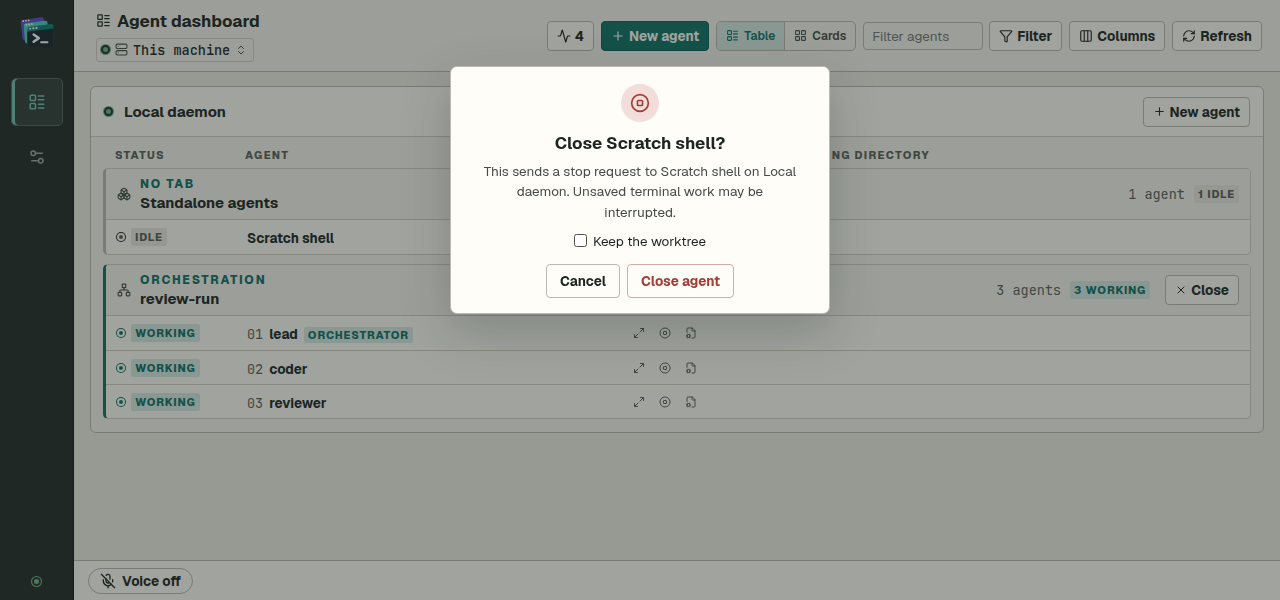 Agent dashboard
This machine
4
New agent
Table
Cards
Filter agents
Filter
Columns
Refresh
Local daemon
New agent
STATUS
AGENT
NG DIRECTORY
NO TAB
Standalone agents
1 agent
1 IDLE
IDLE
Scratch shell
ORCHESTRATION
review-run
3 agents
3 WORKING
Close
WORKING
01 lead
ORCHESTRATOR
WORKING
02 coder
WORKING
03 reviewer
Close Scratch shell?
This sends a stop request to Scratch shell on Local
daemon. Unsaved terminal work may be
interrupted.
Keep the worktree
Cancel
Close agent
Voice off